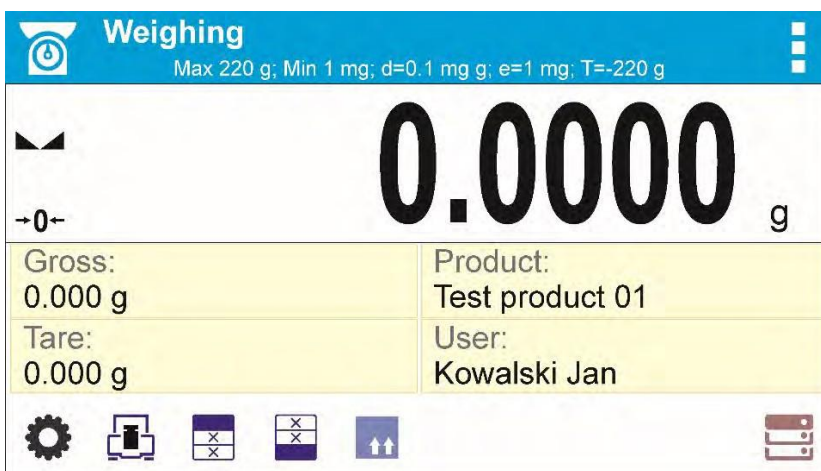 Weighing
Max 220 g; Min 1 mg; d=0.1 mg g; e=1 mg; T=-220 g
→0←
0.0000 g
Gross:
0.000 g
Product:
Test product 01
Tare:
0.000 g
User:
Kowalski Jan